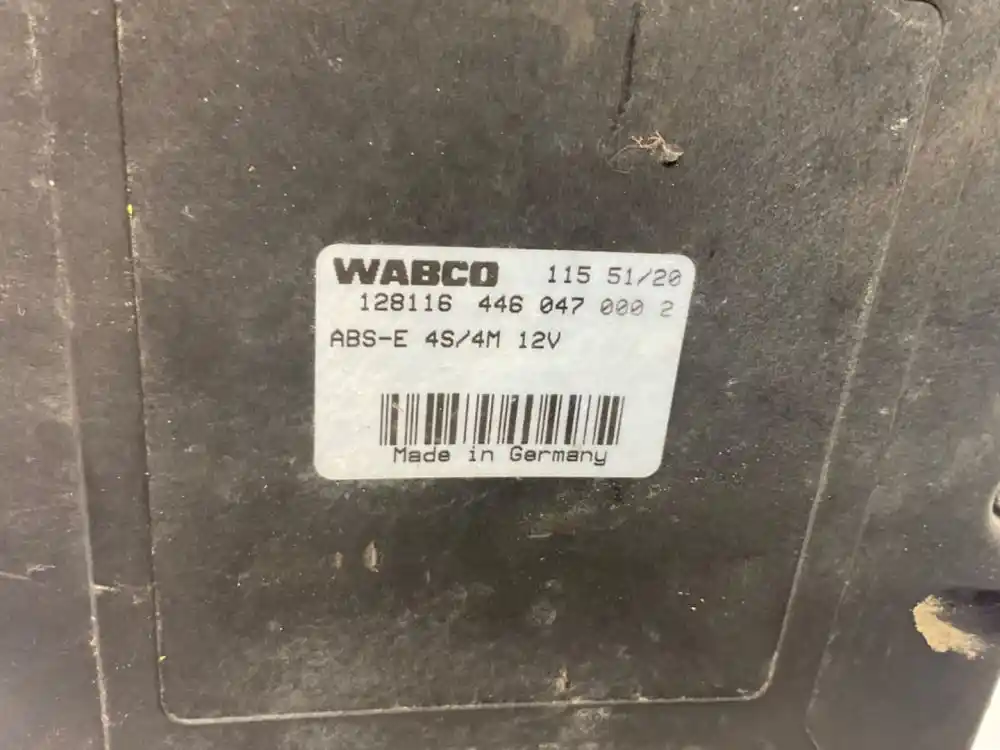 WABCO 115 51/20
128116 446 047 000 2
ABS-E 4S/4M 12V
Made in Germany